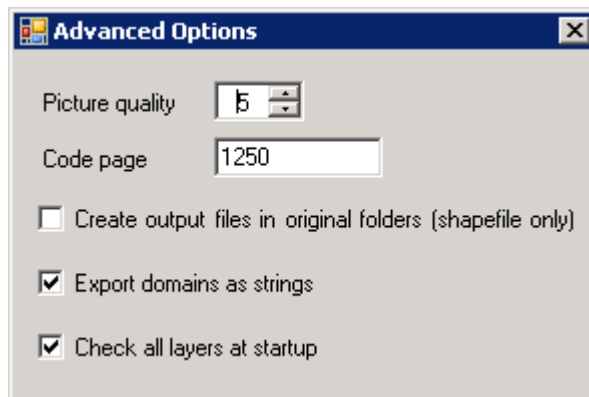 Advanced Options
Picture quality 5
Code page 1250
Create output files in original folders (shapefile only)
Export domains as strings
Check all layers at startup